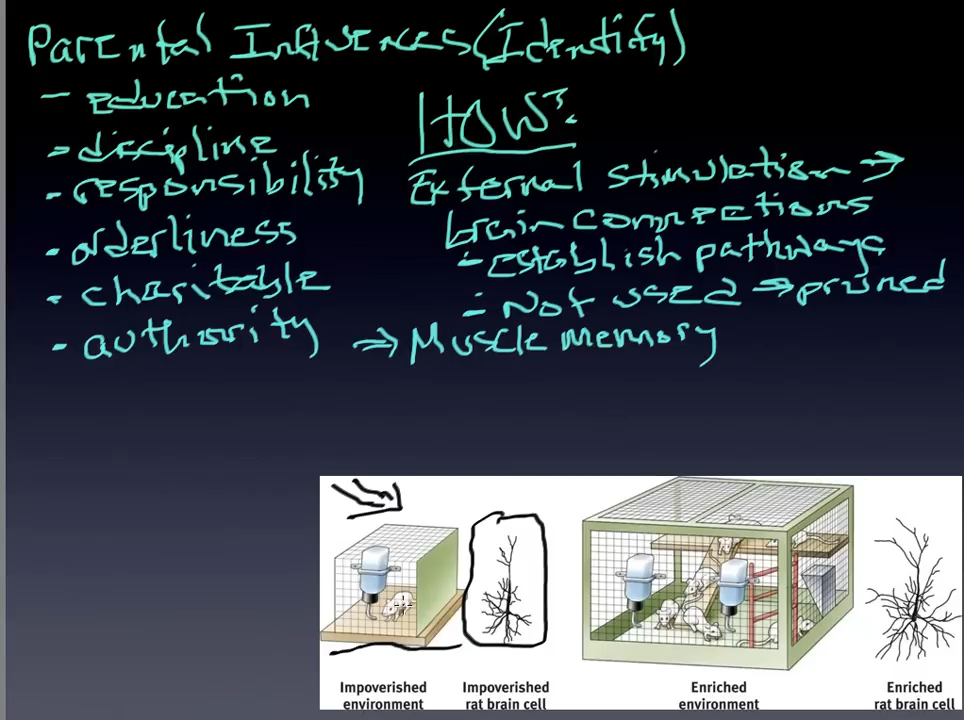 Parental Influences (Identify)
- education
- discipline
- responsibility
- orderliness
- charitable
- authority
HOW?
External stimulation →
brain connections
- establish pathways
- Not used → pruned
⇒ Muscle memory
Impoverished
environment
Impoverished
rat brain cell
Enriched
environment
Enriched
rat brain cell